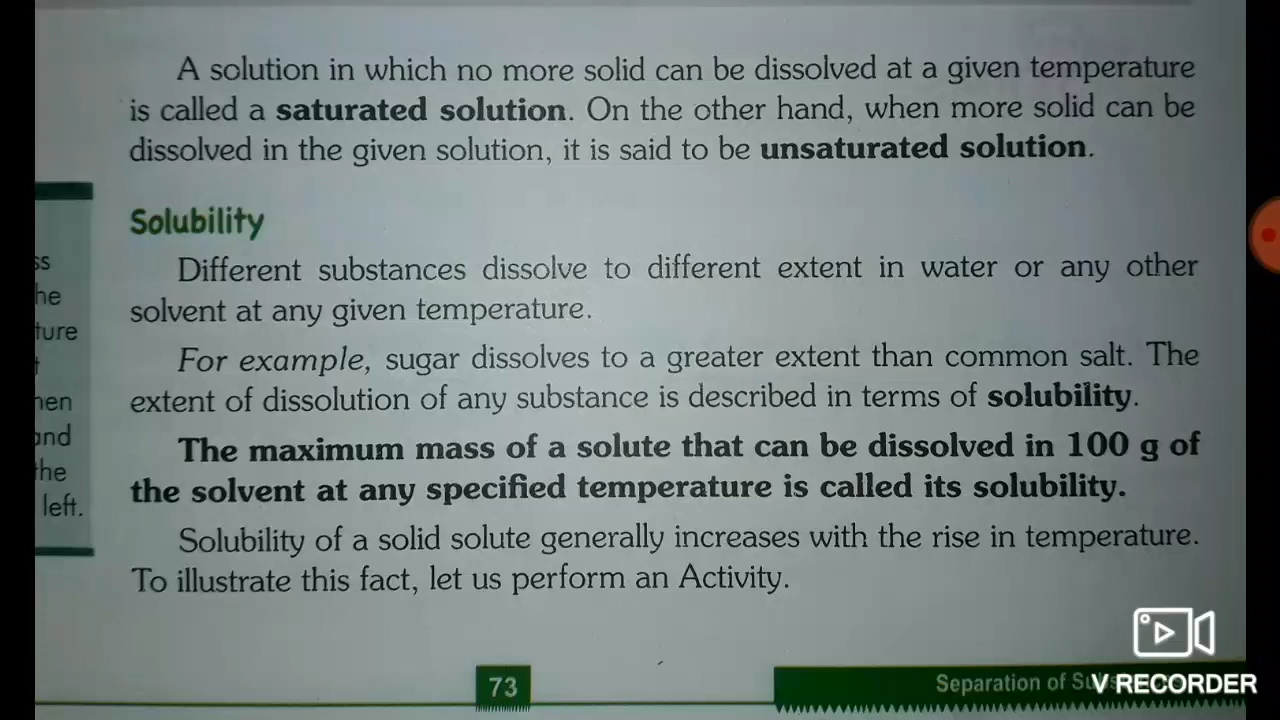 A solution in which no more solid can be dissolved at a given temperature
is called a saturated solution. On the other hand, when more solid can be
dissolved in the given solution, it is said to be unsaturated solution.
Solubility
Different substances dissolve to different extent in water or any other
solvent at any given temperature.
For example, sugar dissolves to a greater extent than common salt. The
extent of dissolution of any substance is described in terms of solubility.
The maximum mass of a solute that can be dissolved in 100 g of
the solvent at any specified temperature is called its solubility.
Solubility of a solid solute generally increases with the rise in temperature.
To illustrate this fact, let us perform an Activity.
left.
73
Separation of
V RECORDER